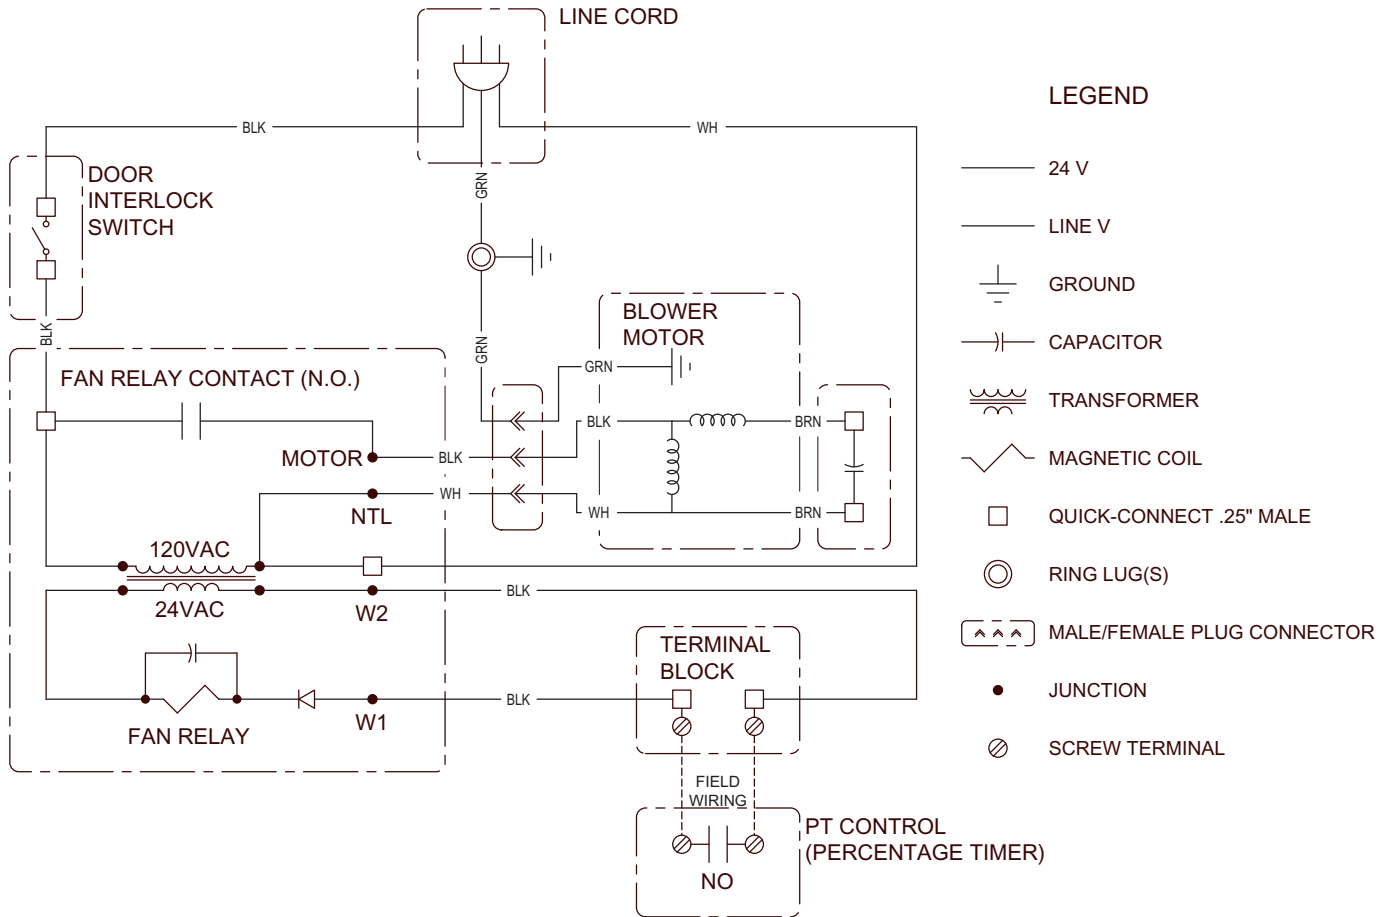 LINE CORD
LEGEND
BLK
WH
DOOR
INTERLOCK
SWITCH
24 V
GRN
LINE V
GROUND
BLOWER
MOTOR
BLK
GRN
CAPACITOR
GRN
FAN RELAY CONTACT (N.O.)
TRANSFORMER
BLK
BRN
MOTOR
BLK
MAGNETIC COIL
WH
NTL
WH
BRN
QUICK-CONNECT .25" MALE
120VAC
RING LUG(S)
24VAC
W2
BLK
TERMINAL
BLOCK
MALE/FEMALE PLUG CONNECTOR
JUNCTION
BLK
W1
FAN RELAY
SCREW TERMINAL
FIELD
WIRING
PT CONTROL
(PERCENTAGE TIMER)
NO